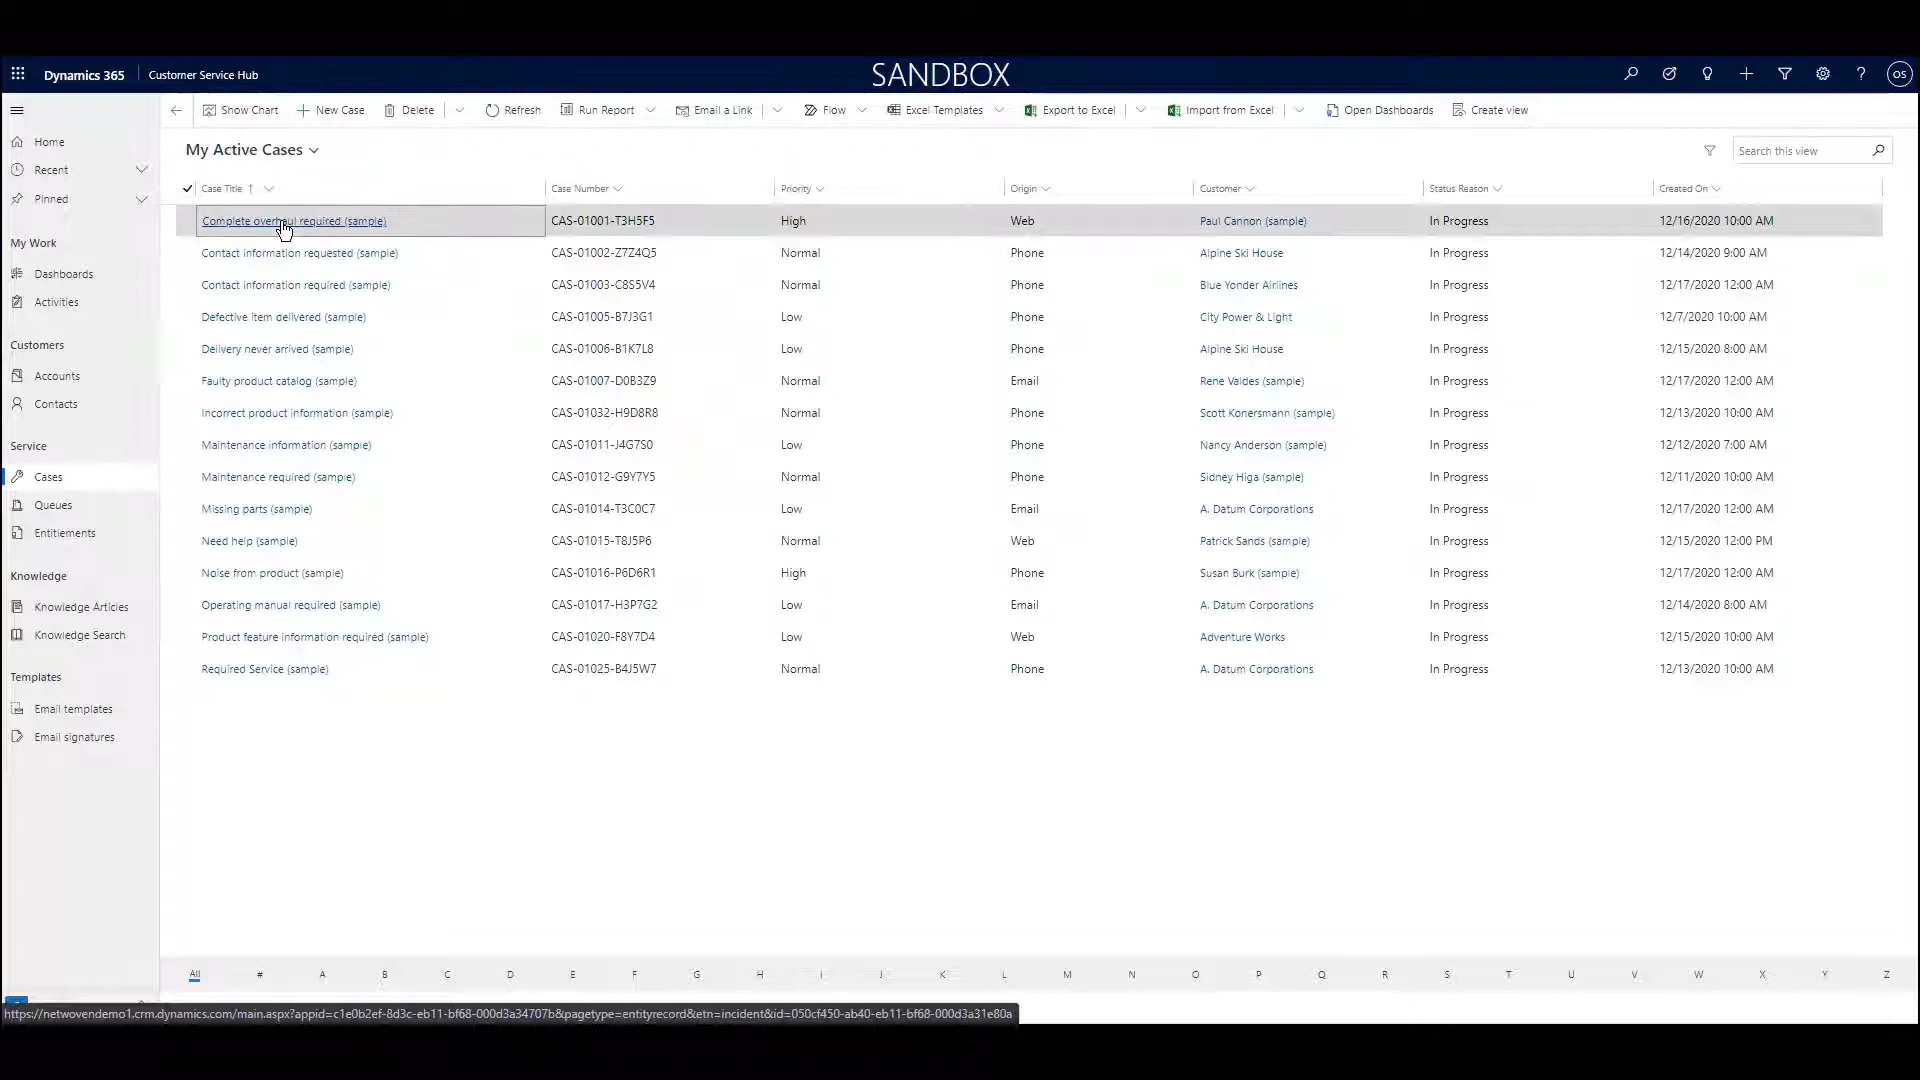 Dynamics 365 Customer Service Hub SANDBOX ? OS
Show Chart New Case Delete Refresh Run Report Email a Link Flow Excel Templates Export to Excel Import from Excel Open Dashboards Create view
Home
Recent
Pinned
My Work
Dashboards
Activities
Customers
Accounts
Contacts
Service
Cases
Queues
Entitlements
Knowledge
Knowledge Articles
Knowledge Search
Templates
Email templates
Email signatures
My Active Cases Search this view
Case Title Case Number Priority Origin Customer Status Reason Created On
Complete overhaul required (sample) CAS-01001-T3H5F5 High Web Paul Cannon (sample) In Progress 12/16/2020 10:00 AM
Contact information requested (sample) CAS-01002-Z7Z4Q5 Normal Phone Alpine Ski House In Progress 12/14/2020 9:00 AM
Contact information required (sample) CAS-01003-C8S5V4 Normal Phone Blue Yonder Airlines In Progress 12/17/2020 12:00 AM
Defective item delivered (sample) CAS-01005-B7J3G1 Low Phone City Power & Light In Progress 12/7/2020 10:00 AM
Delivery never arrived (sample) CAS-01006-B1K7L8 Low Phone Alpine Ski House In Progress 12/15/2020 8:00 AM
Faulty product catalog (sample) CAS-01007-D0B3Z9 Normal Email Rene Valdes (sample) In Progress 12/17/2020 12:00 AM
Incorrect product information (sample) CAS-01032-H9D8R8 Normal Phone Scott Konersmann (sample) In Progress 12/13/2020 10:00 AM
Maintenance information (sample) CAS-01011-J4G7S0 Low Phone Nancy Anderson (sample) In Progress 12/12/2020 7:00 AM
Maintenance required (sample) CAS-01012-G9Y7Y5 Normal Phone Sidney Higa (sample) In Progress 12/11/2020 10:00 AM
Missing parts (sample) CAS-01014-T3C0C7 Low Email A. Datum Corporations In Progress 12/17/2020 12:00 AM
Need help (sample) CAS-01015-T8J5P6 Normal Web Patrick Sands (sample) In Progress 12/15/2020 12:00 PM
Noise from product (sample) CAS-01016-P6D6R1 High Phone Susan Burk (sample) In Progress 12/17/2020 12:00 AM
Operating manual required (sample) CAS-01017-H3P7G2 Low Email A. Datum Corporations In Progress 12/14/2020 8:00 AM
Product feature information required (sample) CAS-01020-F8Y7D4 Low Web Adventure Works In Progress 12/15/2020 10:00 AM
Required Service (sample) CAS-01025-B4J5W7 Normal Phone A. Datum Corporations In Progress 12/13/2020 10:00 AM
All # A B C D E F G H I J K L M N O P Q R S T U V W X Y Z
https://netwovendemo1.crm.dynamics.com/main.aspx?appid=c1e0b2ef-8d3c-eb11-bf68-000d3a34707b&pagetype=entityrecord&etn=incident&id=050cf450-ab40-eb11-bf68-000d3a31e80a